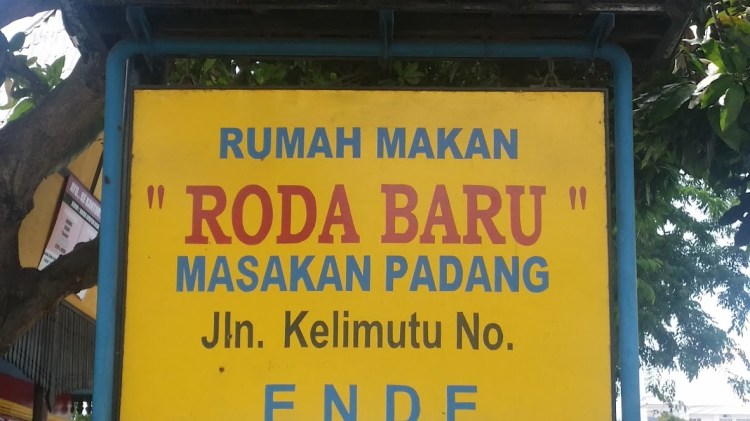 RUMAH MAKAN
" RODA BARU "
MASAKAN PADANG
Jln. Kelimutu No.
ENDE